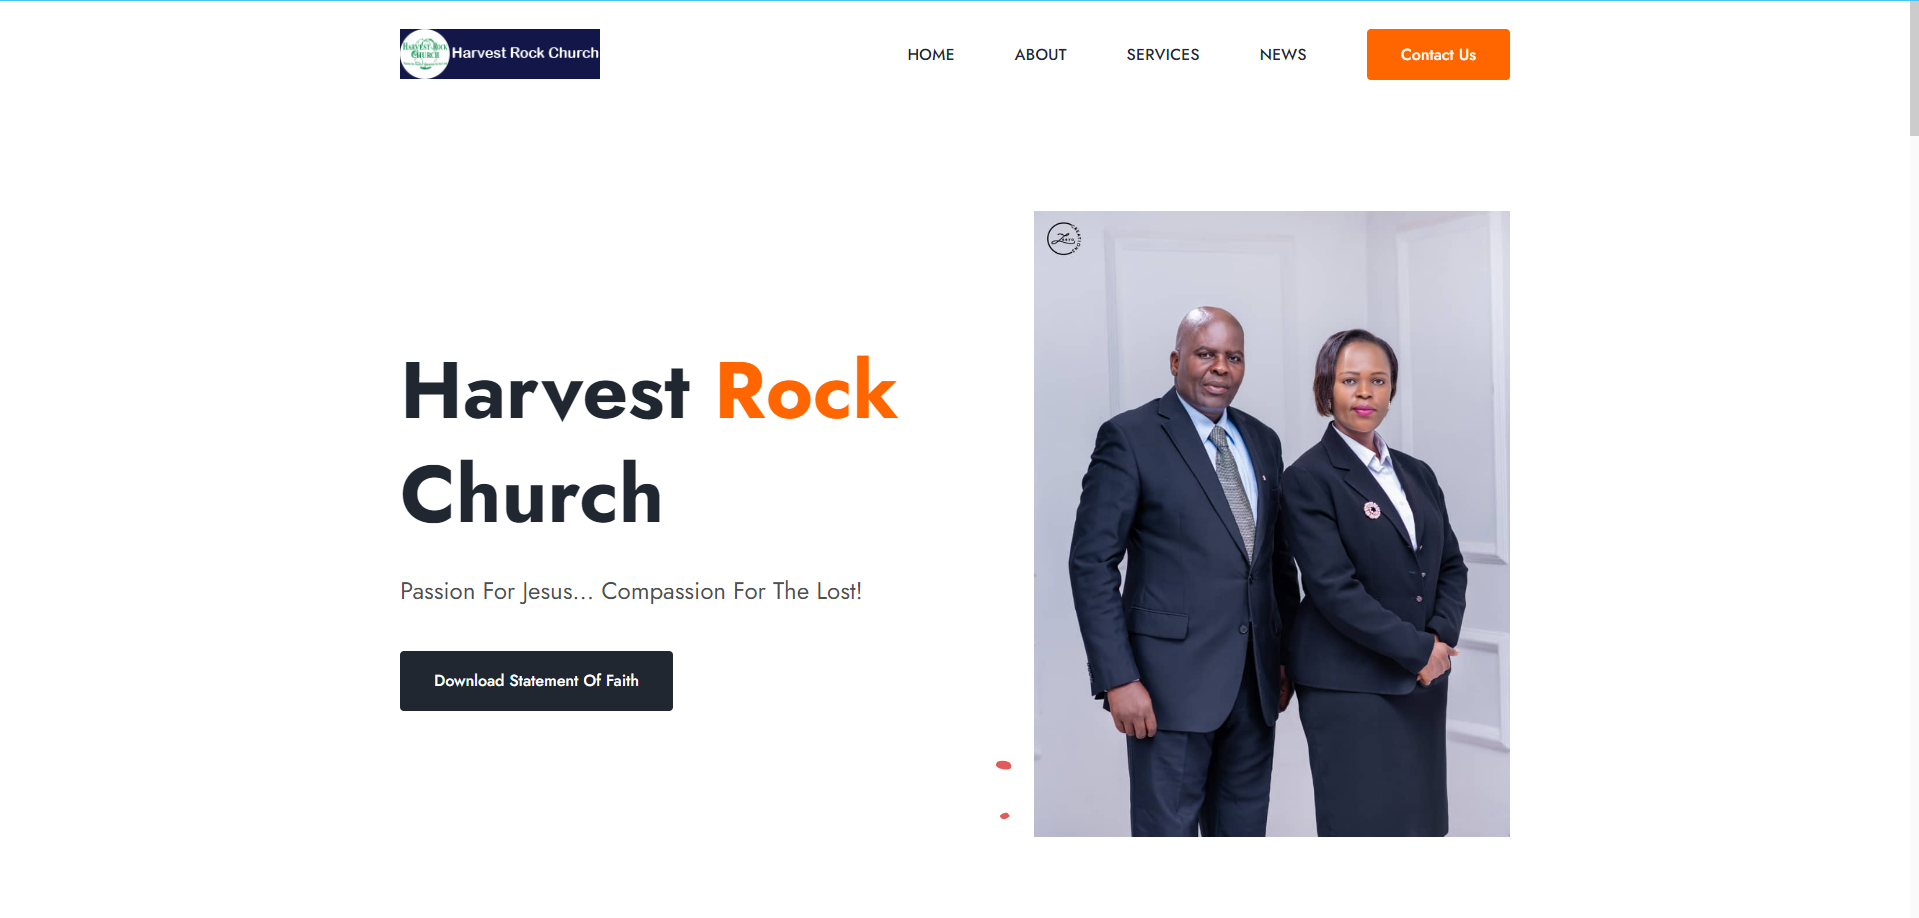 HARVEST ROCK
CHURCH
Harvest Rock Church
HOME
ABOUT
SERVICES
NEWS
Contact Us
CREATIONS
Harvest Rock
Church
Passion For Jesus... Compassion For The Lost!
Download Statement Of Faith